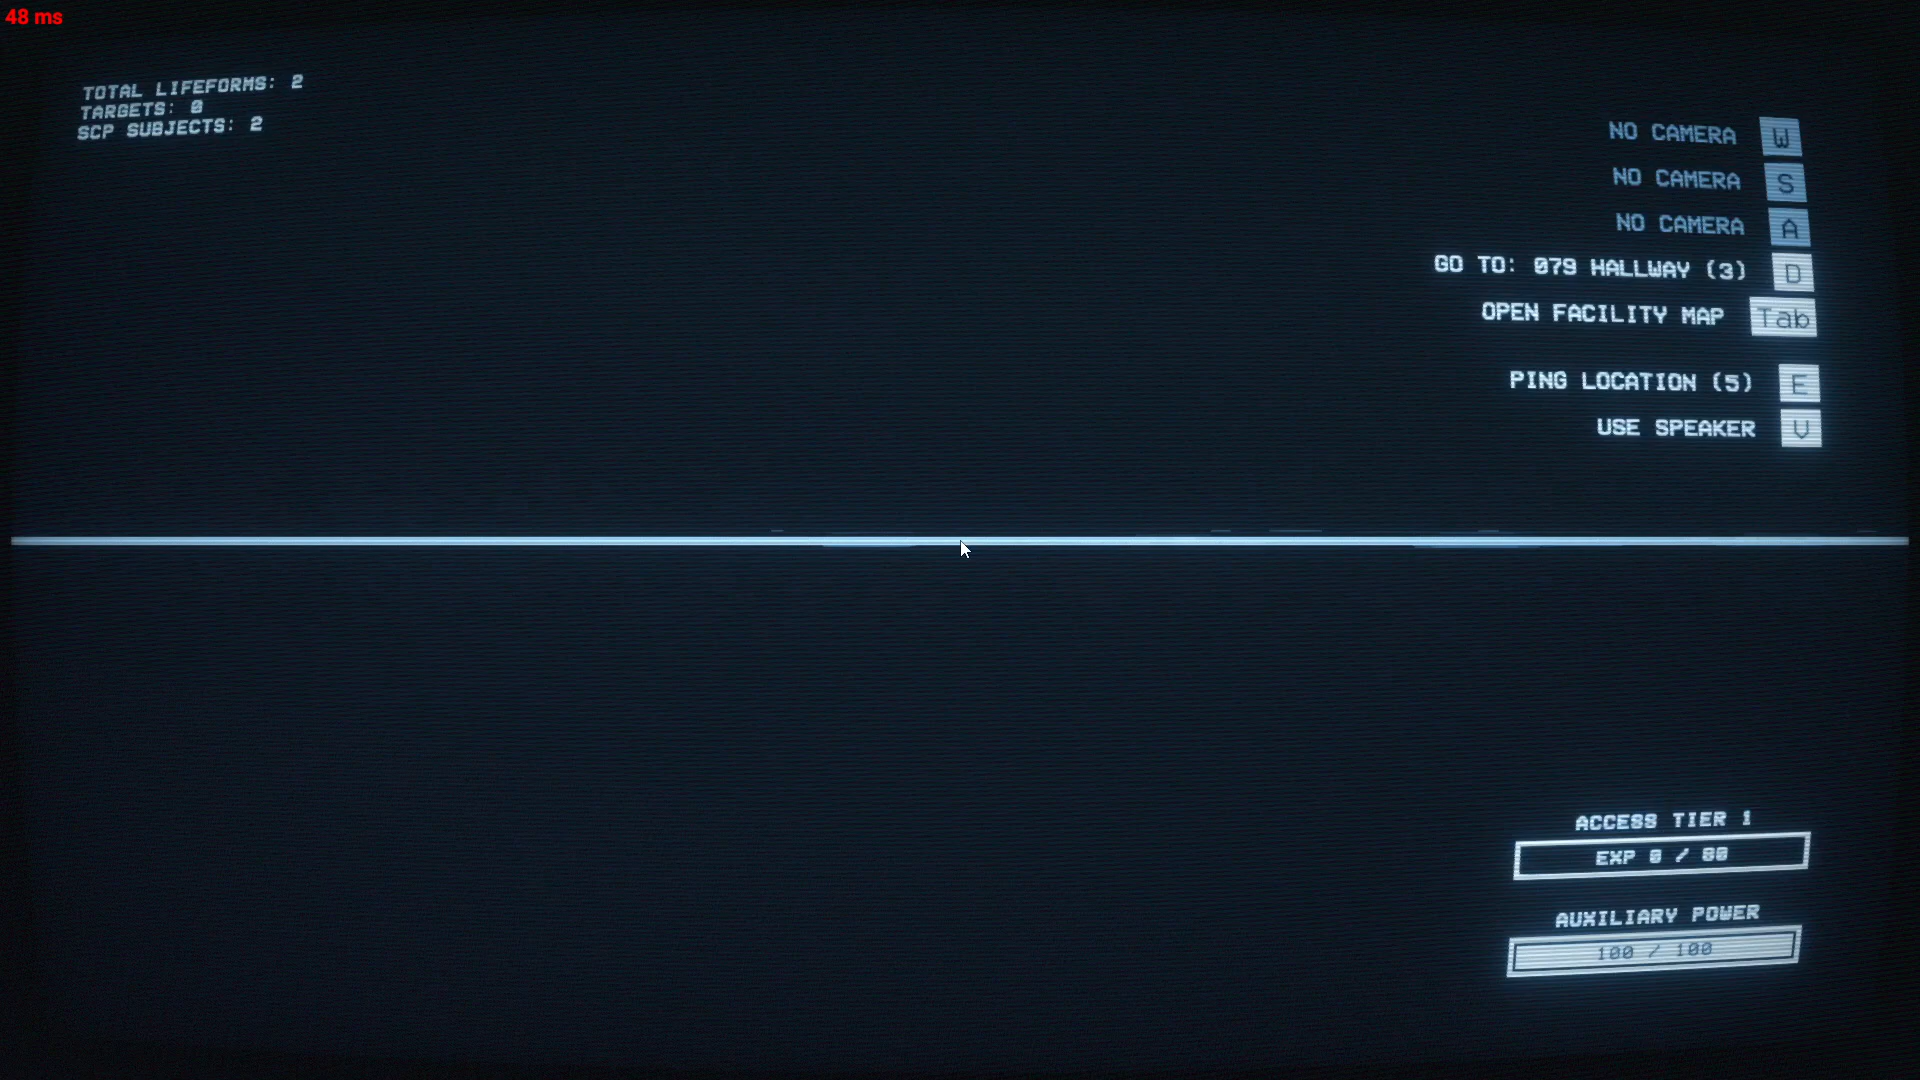 48 ms
TOTAL LIFEFORMS: 2
TARGETS: 0
SCP SUBJECTS: 2
NO CAMERA W
NO CAMERA S
NO CAMERA A
GO TO: 079 HALLWAY (3) D
OPEN FACILITY MAP Tab
PING LOCATION (5) E
USE SPEAKER V
ACCESS TIER 1
EXP 0 / 80
AUXILIARY POWER
100 / 100